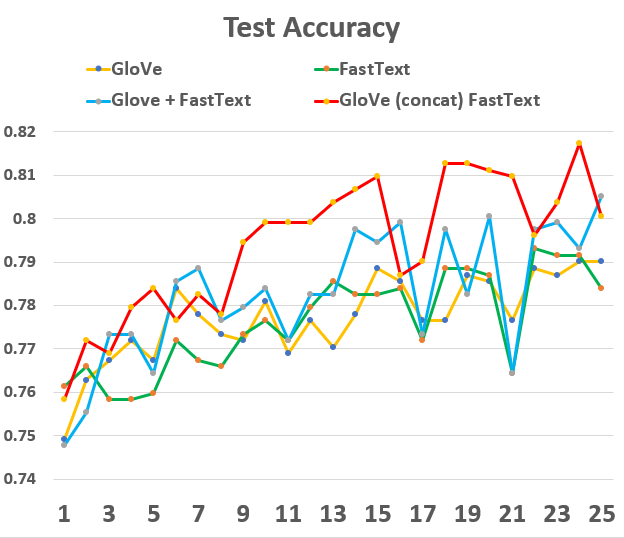 Test Accuracy
GloVe FastText
Glove + FastText GloVe (concat) FastText
0.82
0.81
0.8
0.79
0.78
0.77
0.76
0.75
0.74
1 3 5 7 9 11 13 15 17 19 21 23 25